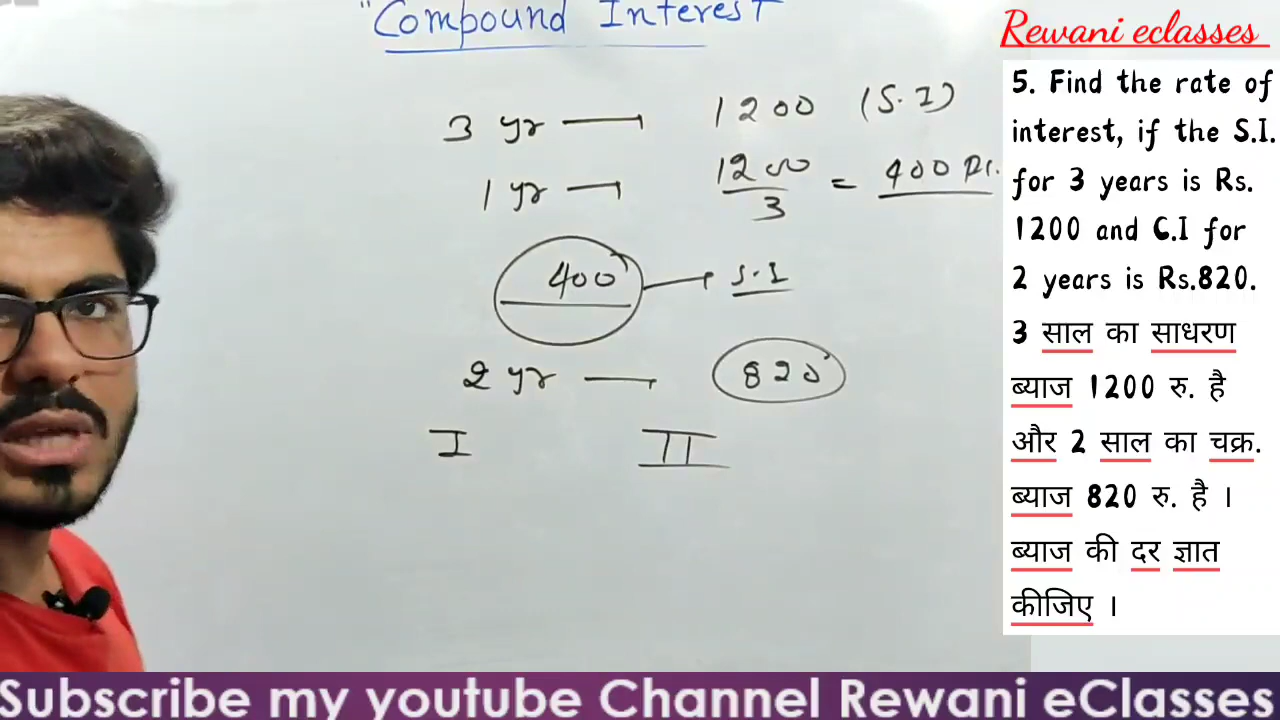 "Compound Interest
3 yr — 1200 (S.I)
1 yr — 1200/3 = 400 Rs.
400 — S.I
2 yr — 820
I II
Rewani eclasses
5. Find the rate of
interest, if the S.I.
for 3 years is Rs.
1200 and C.I for
2 years is Rs.820.
3 साल का साधरण
ब्याज 1200 रु. है
और 2 साल का चक्र.
ब्याज 820 रु. है ।
ब्याज की दर ज्ञात
कीजिए ।
Subscribe my youtube Channel Rewani eClasses